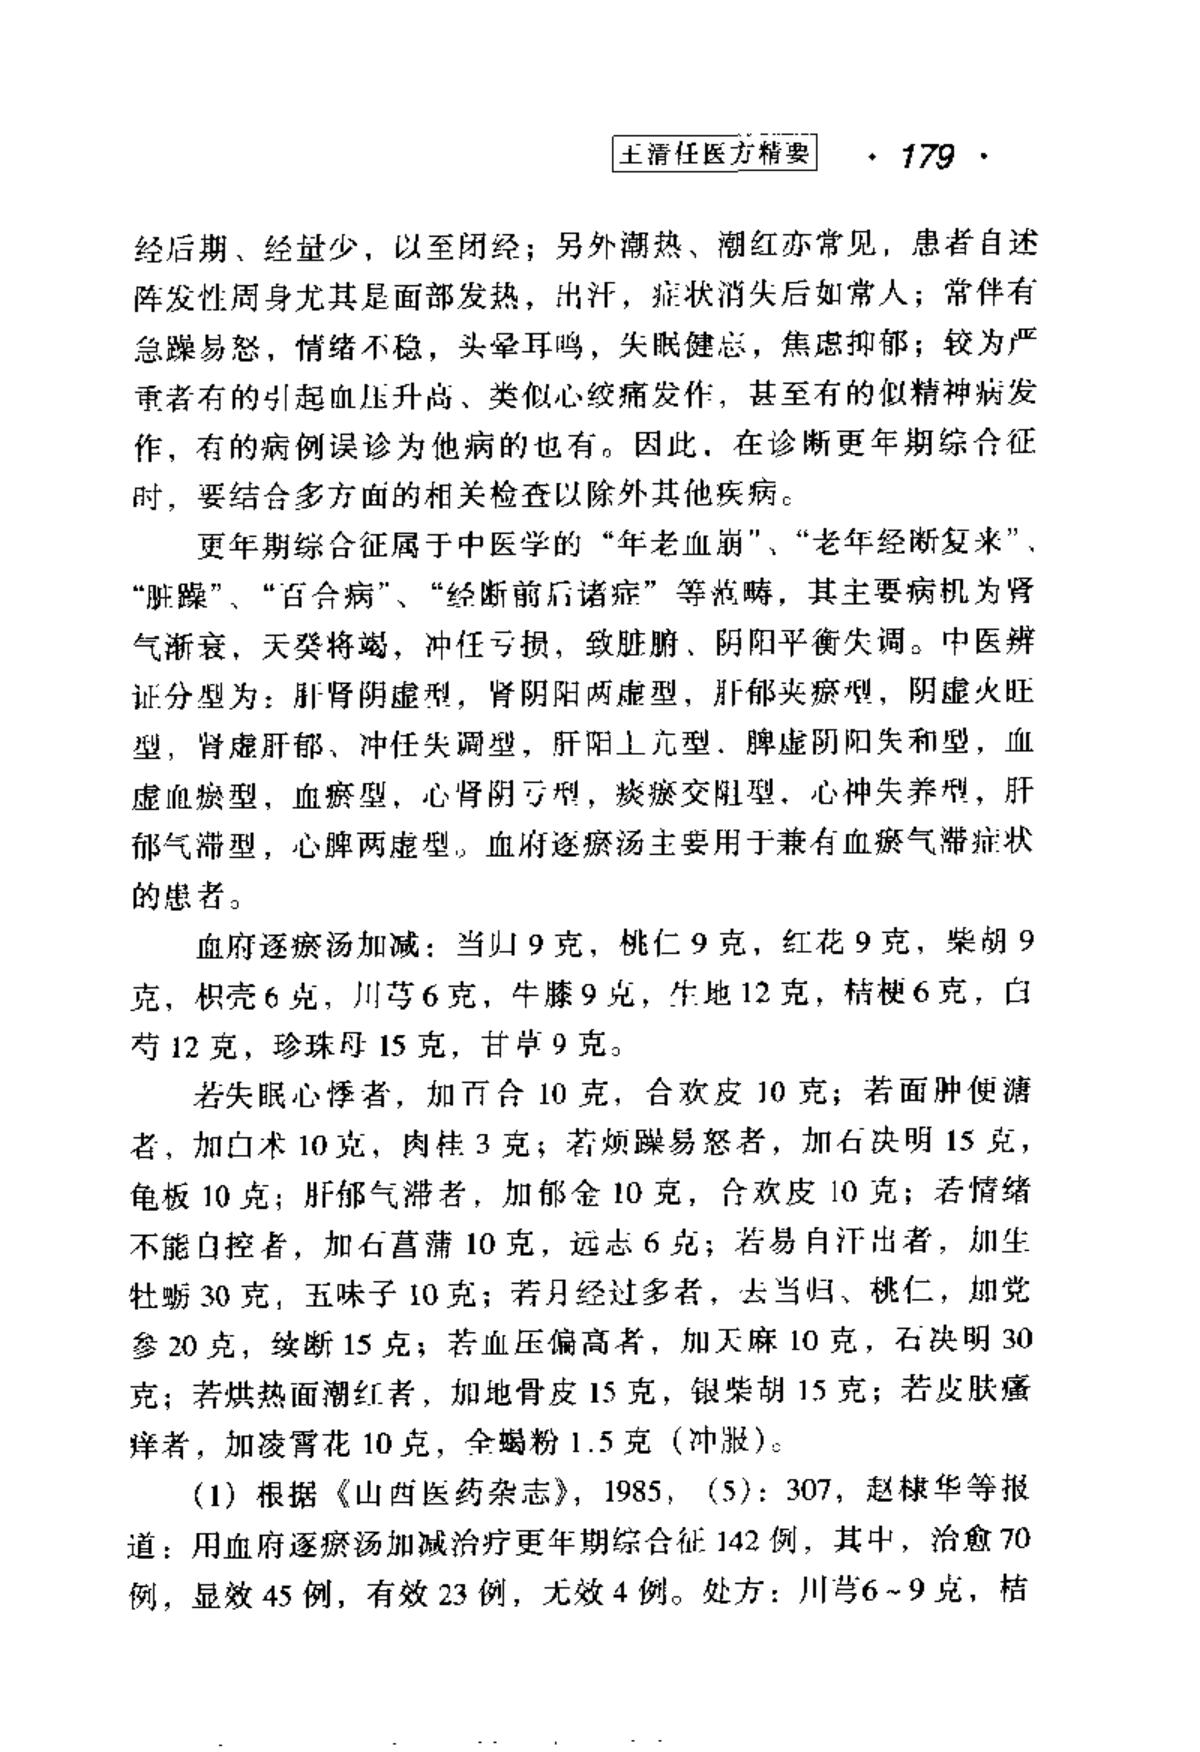 王清任医方精要 · 179 ·
经后期、经量少，以至闭经；另外潮热、潮红亦常见，患者自述
阵发性周身尤其是面部发热，出汗，症状消失后如常人；常伴有
急躁易怒，情绪不稳，头晕耳鸣，失眠健忘，焦虑抑郁；较为严
重者有的引起血压升高、类似心绞痛发作，甚至有的似精神病发
作，有的病例误诊为他病的也有。因此，在诊断更年期综合征
时，要结合多方面的相关检查以除外其他疾病。
更年期综合征属于中医学的“年老血崩”、“老年经断复来”、
“脏躁”、“百合病”、“经断前后诸症”等范畴，其主要病机为肾
气渐衰，天癸将竭，冲任亏损，致脏腑、阴阳平衡失调。中医辨
证分型为：肝肾阴虚型，肾阴阳两虚型，肝郁夹瘀型，阴虚火旺
型，肾虚肝郁、冲任失调型，肝阳上亢型，脾虚阴阳失和型，血
虚血瘀型，血瘀型，心肾阴亏型，痰瘀交阻型，心神失养型，肝
郁气滞型，心脾两虚型。血府逐瘀汤主要用于兼有血瘀气滞症状
的患者。
血府逐瘀汤加减：当归 9 克，桃仁 9 克，红花 9 克，柴胡 9
克，枳壳 6 克，川芎 6 克，牛膝 9 克，生地 12 克，桔梗 6 克，白
芍 12 克，珍珠母 15 克，甘草 9 克。
若失眠心悸者，加百合 10 克，合欢皮 10 克；若面肿便溏
者，加白术 10 克，肉桂 3 克；若烦躁易怒者，加石决明 15 克，
龟板 10 克；肝郁气滞者，加郁金 10 克，合欢皮 10 克；若情绪
不能自控者，加石菖蒲 10 克，远志 6 克；若易自汗出者，加生
牡蛎 30 克，五味子 10 克；若月经过多者，去当归、桃仁，加党
参 20 克，续断 15 克；若血压偏高者，加天麻 10 克，石决明 30
克；若烘热面潮红者，加地骨皮 15 克，银柴胡 15 克；若皮肤瘙
痒者，加凌霄花 10 克，全蝎粉 1.5 克（冲服）。
（1）根据《山西医药杂志》，1985，（5）：307，赵棣华等报
道：用血府逐瘀汤加减治疗更年期综合征 142 例，其中，治愈 70
例，显效 45 例，有效 23 例，无效 4 例。处方：川芎6～9 克，桔